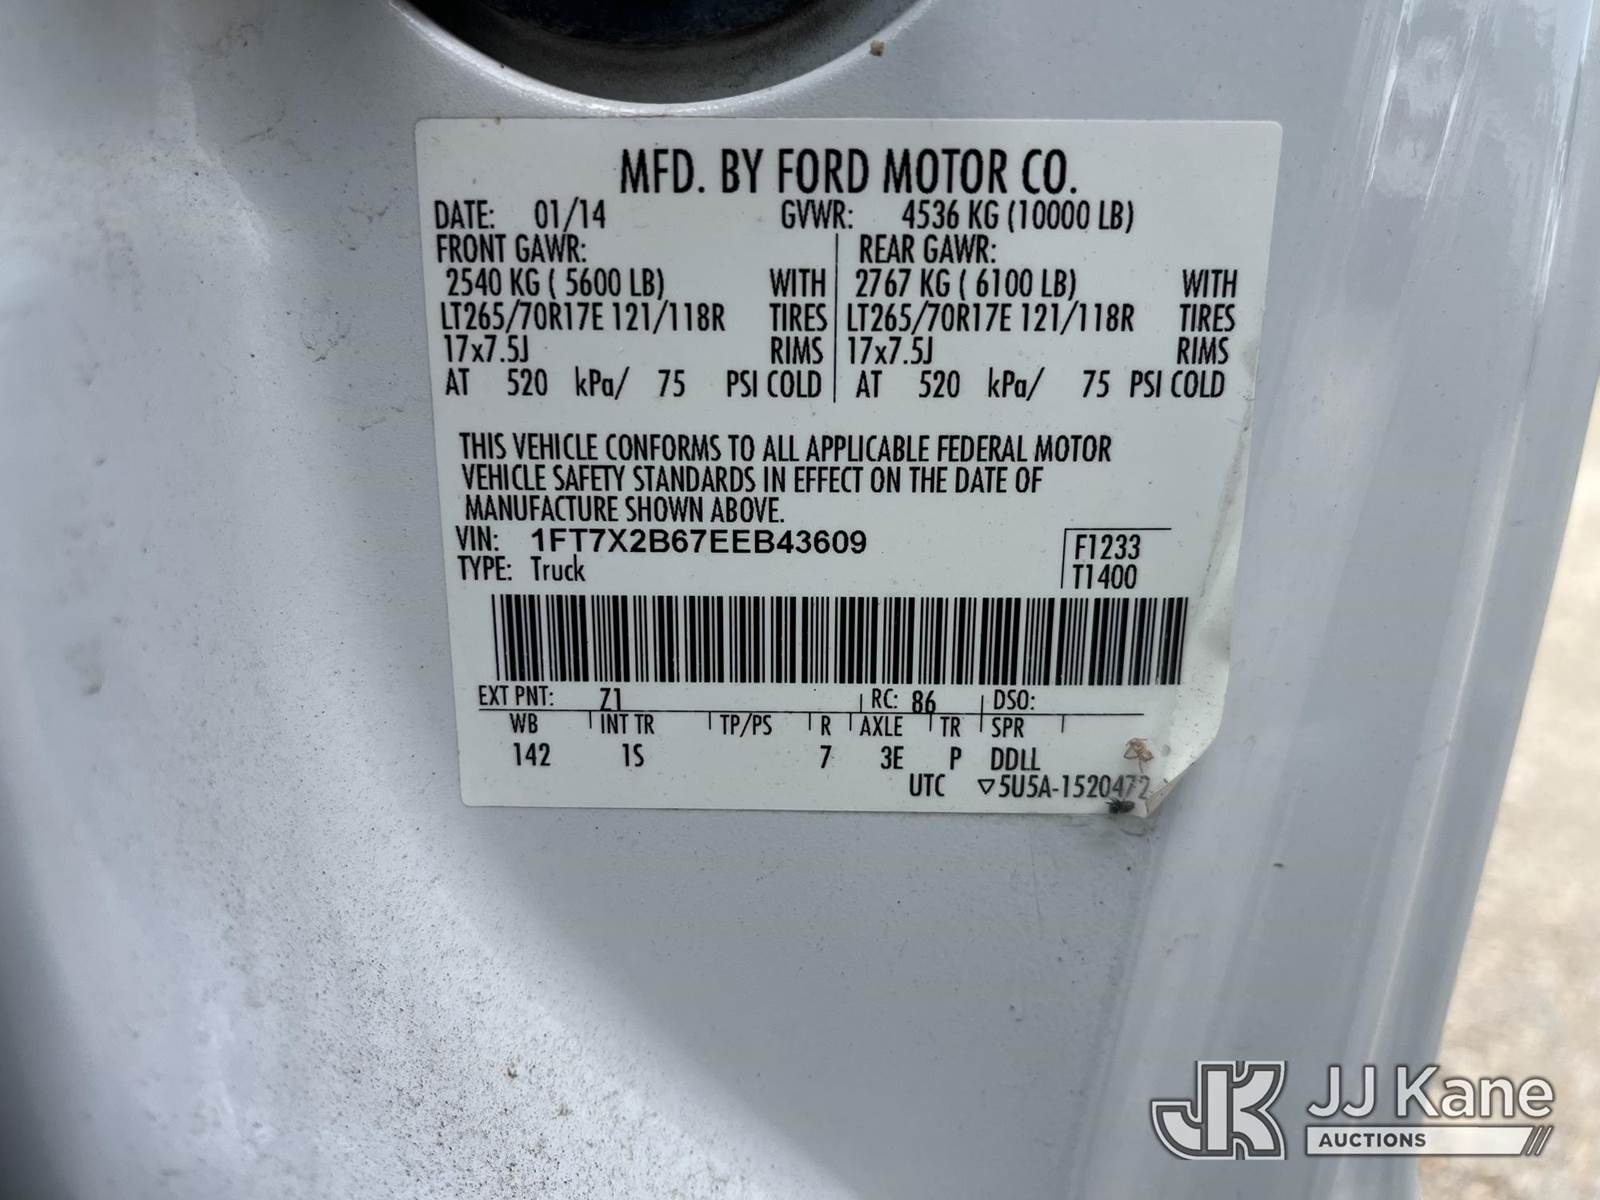 MFD. BY FORD MOTOR CO.
DATE: 01/14 GVWR: 4536 KG (10000 LB)
FRONT GAWR: REAR GAWR:
2540 KG ( 5600 LB) WITH 2767 KG ( 6100 LB) WITH
LT265/70R17E 121/118R TIRES LT265/70R17E 121/118R TIRES
17x7.5J RIMS 17x7.5J RIMS
AT 520 kPa/ 75 PSI COLD AT 520 kPa/ 75 PSI COLD
THIS VEHICLE CONFORMS TO ALL APPLICABLE FEDERAL MOTOR
VEHICLE SAFETY STANDARDS IN EFFECT ON THE DATE OF
MANUFACTURE SHOWN ABOVE.
VIN: 1FT7X2B67EEB43609 F1233
TYPE: Truck T1400
EXT PNT: Z1 RC: 86 DSO:
WB INT TR TP/PS R AXLE TR SPR
142 1S 7 3E P DDLL
UTC ▽5U5A-1520472
JK JJ Kane
AUCTIONS